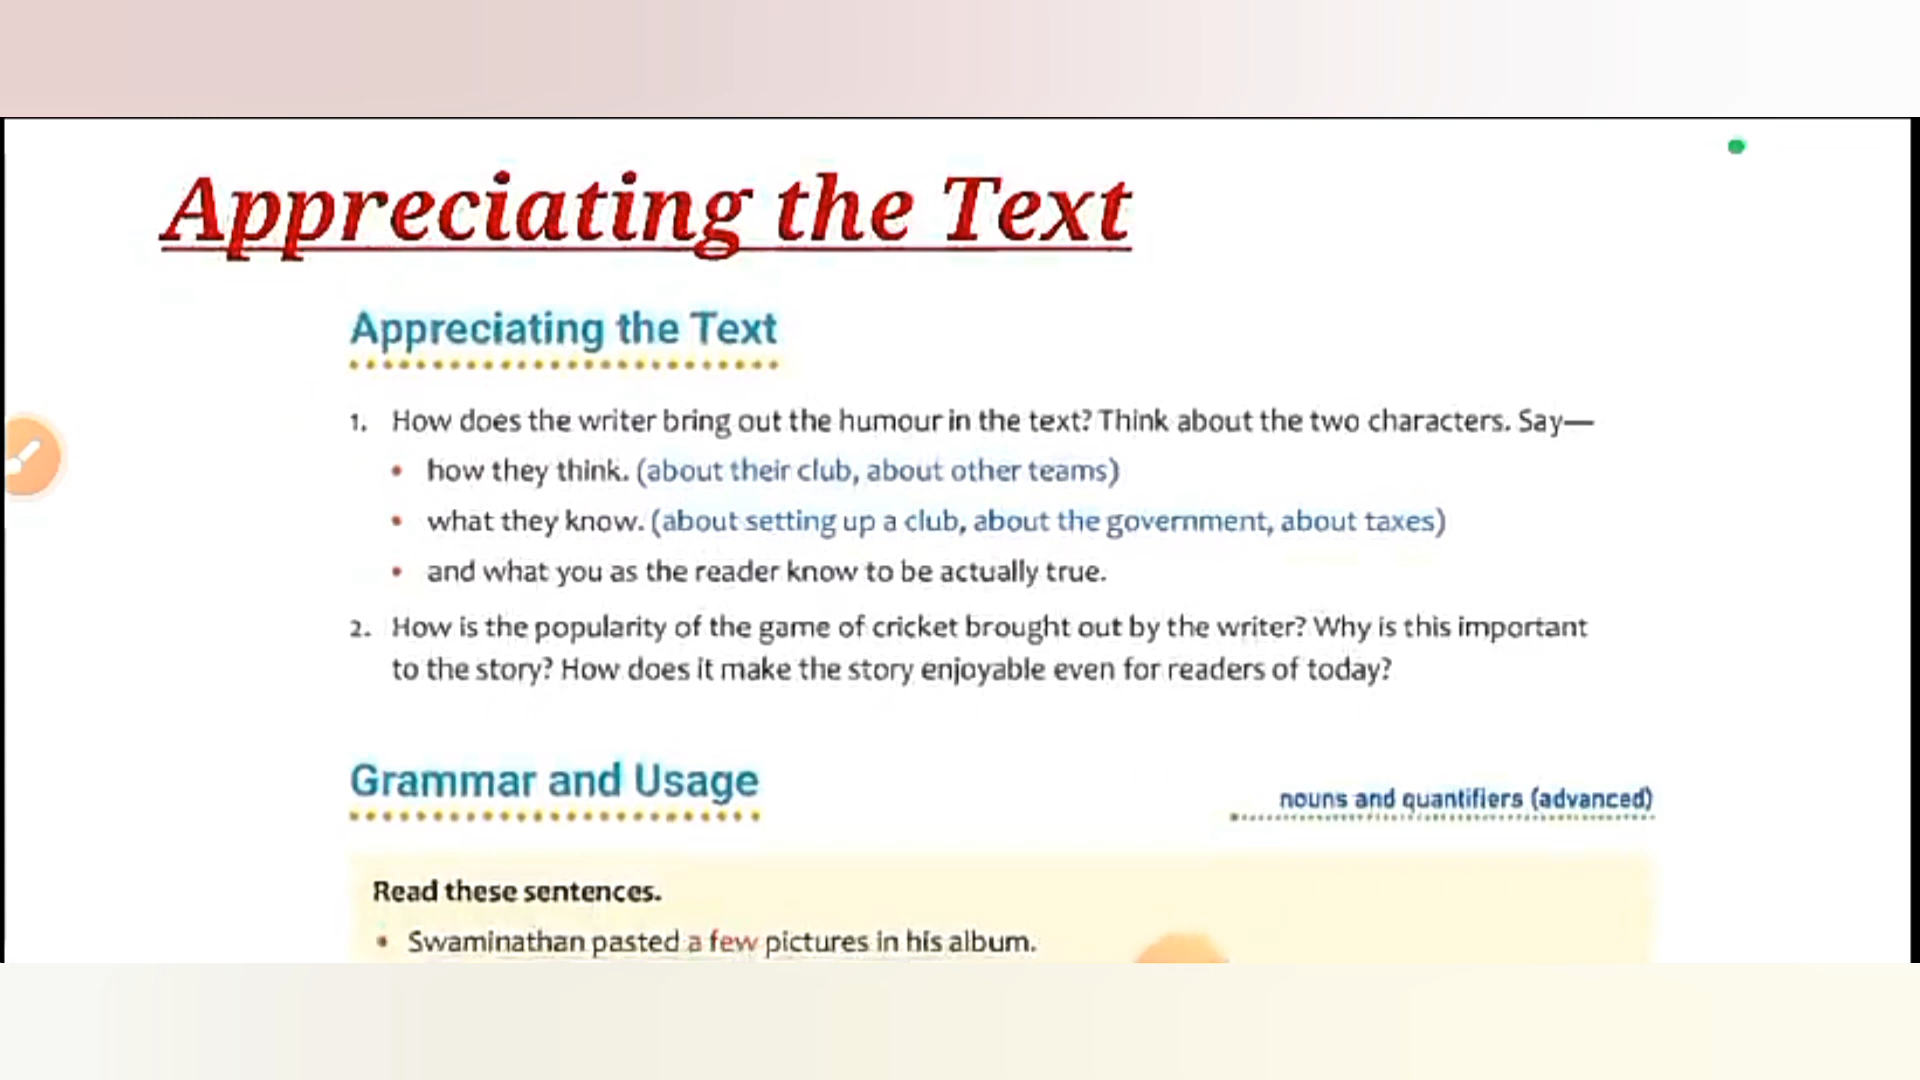 Appreciating the Text
Appreciating the Text
1. How does the writer bring out the humour in the text? Think about the two characters. Say—
• how they think. (about their club, about other teams)
• what they know. (about setting up a club, about the government, about taxes)
• and what you as the reader know to be actually true.
2. How is the popularity of the game of cricket brought out by the writer? Why is this important
to the story? How does it make the story enjoyable even for readers of today?
Grammar and Usage
nouns and quantifiers (advanced)
Read these sentences.
• Swaminathan pasted a few pictures in his album.